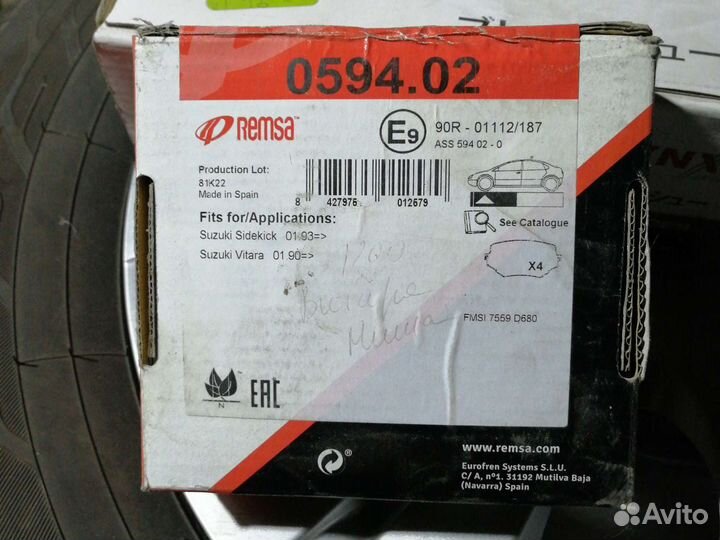 0594.02
Remsa
E9
90R - 01112/187
ASS 594 02 - 0
Production Lot:
81K22
Made in Spain
8 427975 012679
See Catalogue
Fits for/Applications:
Suzuki Sidekick 01.93=>
Suzuki Vitara 01.90=>
1200
X4
FMSI 7559 D680
N
EAC
www.remsa.com
Eurofren Systems S.L.U.
C/ A, nº1. 31192 Mutilva Baja
(Navarra) Spain
Avito